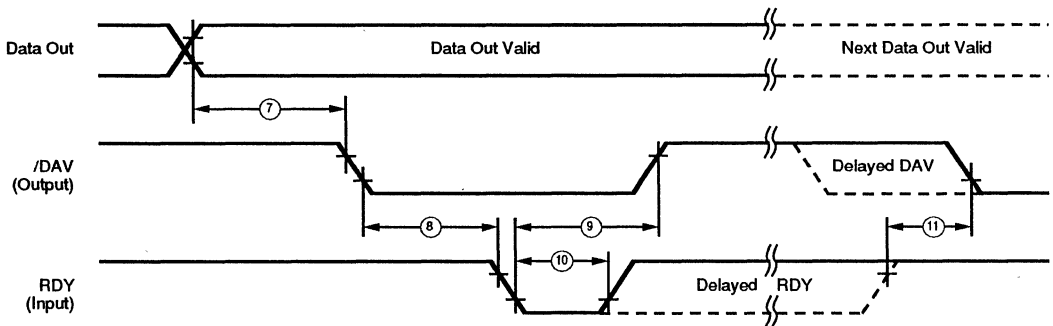 Data Out
Data Out Valid
Next Data Out Valid
7
/DAV
(Output)
Delayed DAV
8
9
11
10
RDY
(Input)
Delayed RDY